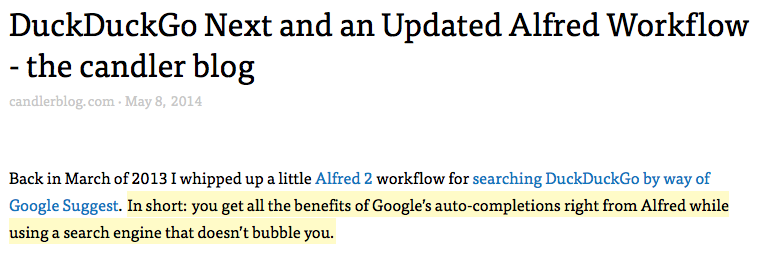 DuckDuckGo Next and an Updated Alfred Workflow
- the candler blog
candlerblog.com · May 8, 2014
Back in March of 2013 I whipped up a little Alfred 2 workflow for searching DuckDuckGo by way of
Google Suggest. In short: you get all the benefits of Google’s auto-completions right from Alfred while
using a search engine that doesn’t bubble you.